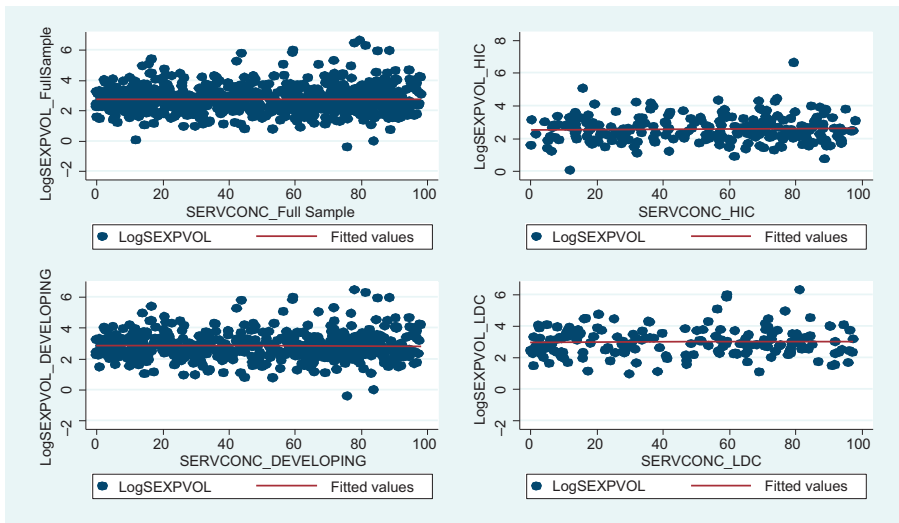 LogSEXPVOL_FullSample
6
4
2
0
−2
0 20 40 60 80 100
SERVCONC_Full Sample
LogSEXPVOL Fitted values
LogSEXPVOL_HIC
8
6
4
2
0
0 20 40 60 80 100
SERVCONC_HIC
LogSEXPVOL Fitted values
LogSEXPVOL_DEVELOPING
6
4
2
0
−2
0 20 40 60 80 100
SERVCONC_DEVELOPING
LogSEXPVOL Fitted values
LogSEXPVOL_LDC
6
4
2
0
−2
0 20 40 60 80 100
SERVCONC_LDC
LogSEXPVOL Fitted values